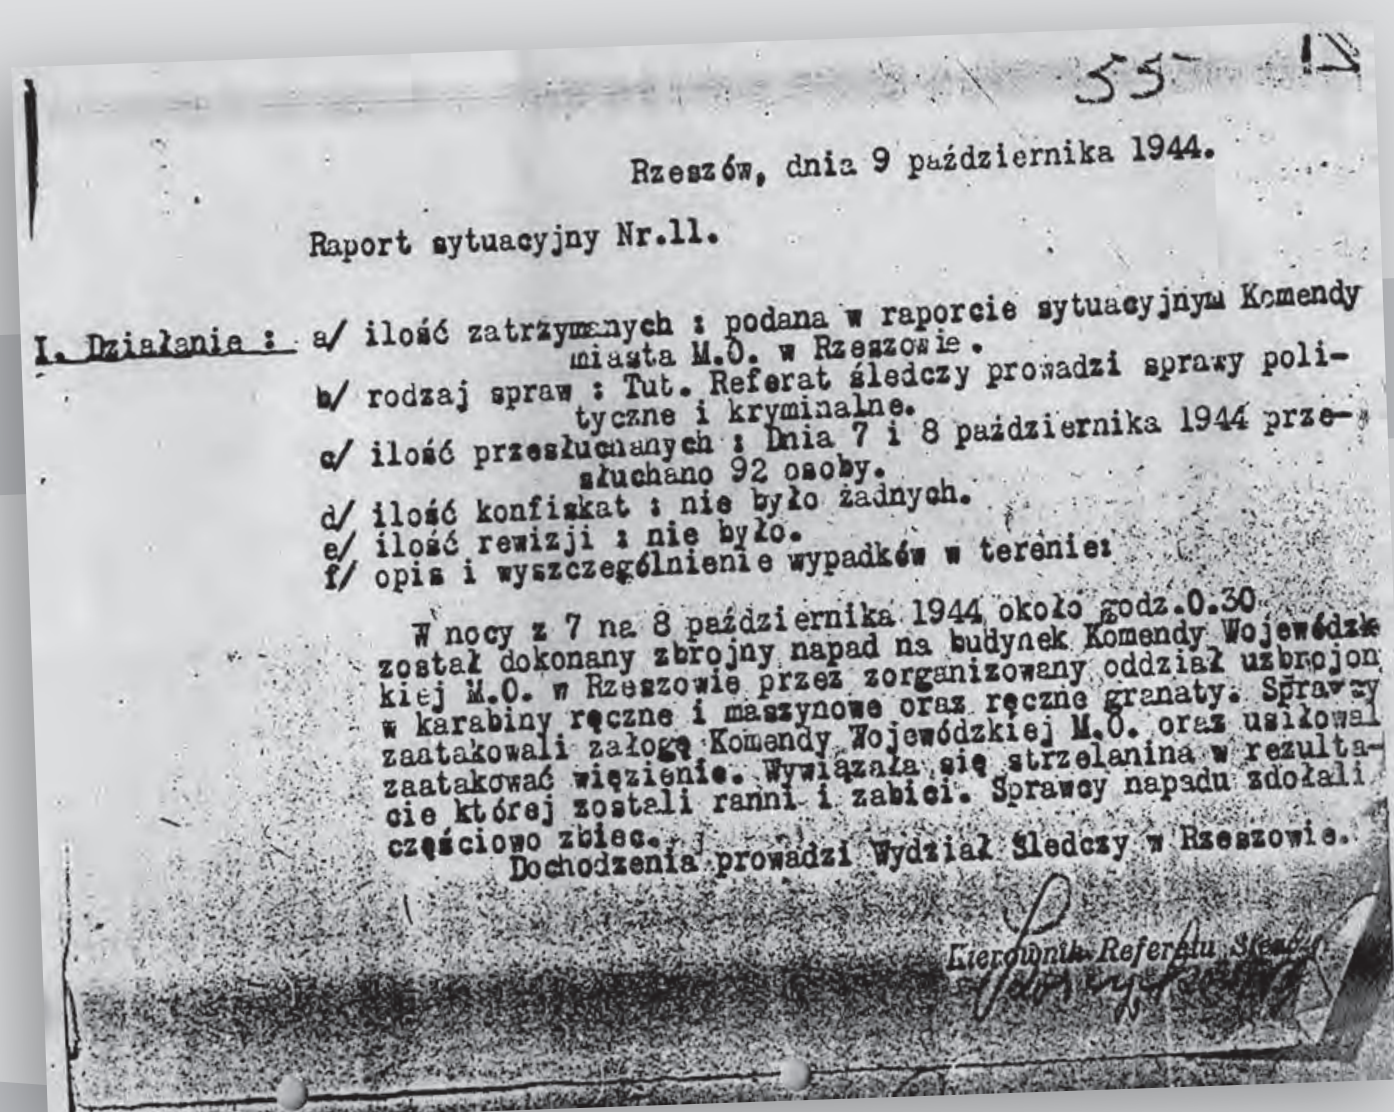 55
Rzeszów, dnia 9 października 1944.
Raport sytuacyjny Nr.11.
I. Działania : a/ ilość zatrzymanych : podana w raporcie sytuacyjnym Komendy
miasta M.O. w Rzeszowie.
b/ rodzaj spraw : Tut. Referat śledczy prowadzi sprawy poli-
tyczne i kryminalne.
c/ ilość przesłuchanych : Dnia 7 i 8 października 1944 prze-
słuchano 92 osoby.
d/ ilość konfiskat : nie było żadnych.
e/ ilość rewizji : nie było.
f/ opis i wyszczególnienie wypadków w terenie:
W nocy z 7 na 8 października 1944 około godz.0.30
został dokonany zbrojny napad na budynek Komendy Wojewódzk
kiej M.O. w Rzeszowie przez zorganizowany oddział uzbrojon
w karabiny ręczne i maszynowe oraz ręczne granaty. Sprawcy
zaatakowali załogę Komendy Wojewódzkiej M.O. oraz usiłowal
zaatakować więzienie. Wywiązała się strzelanina w rezulta-
cie której zostali ranni i zabici. Sprawcy napadu zdołali
częściowo zbiec.
Dochodzenia prowadzi Wydział Śledczy w Rzeszowie.
Kierownik Referatu